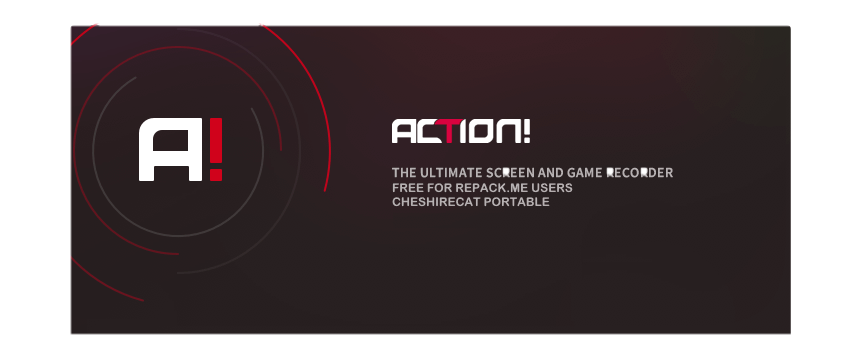 A!
ACTION!
THE ULTIMATE SCREEN AND GAME RECORDER
FREE FOR REPACK.ME USERS
CHESHIRECAT PORTABLE